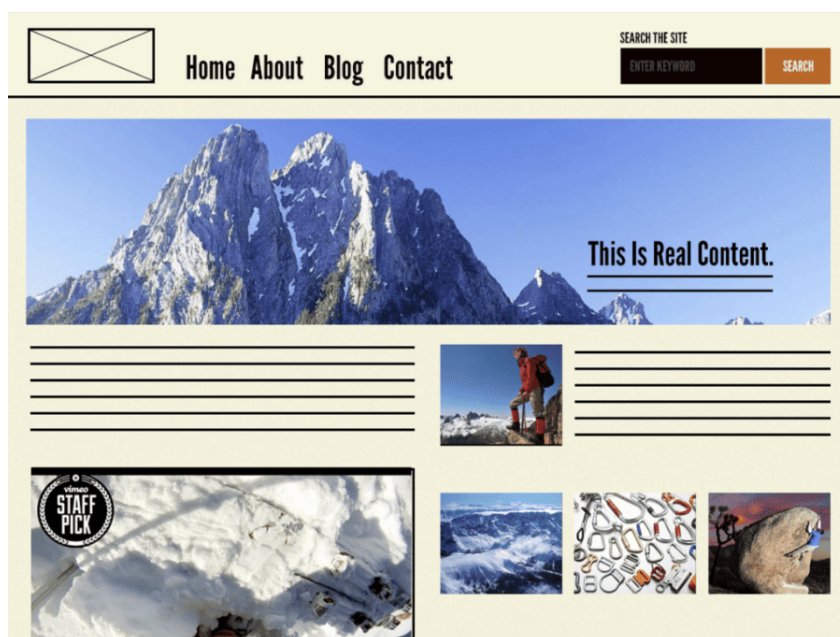 SEARCH THE SITE
Home About Blog Contact
ENTER KEYWORD
SEARCH
This Is Real Content.
vimeo
STAFF
PICK